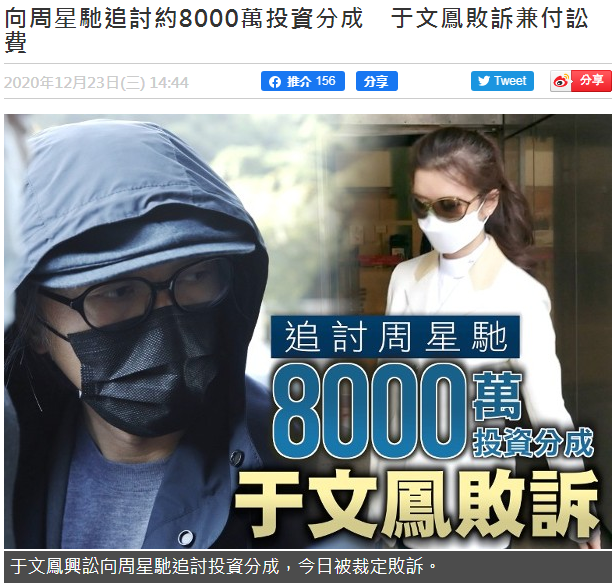 向周星馳追討約8000萬投資分成　于文鳳敗訴兼付訟
費
2020年12月23日(三) 14:44
推介 156
分享
Tweet
分享
追討周星馳
8000萬
投資分成
于文鳳敗訴
于文鳳興訟向周星馳追討投資分成，今日被裁定敗訴。